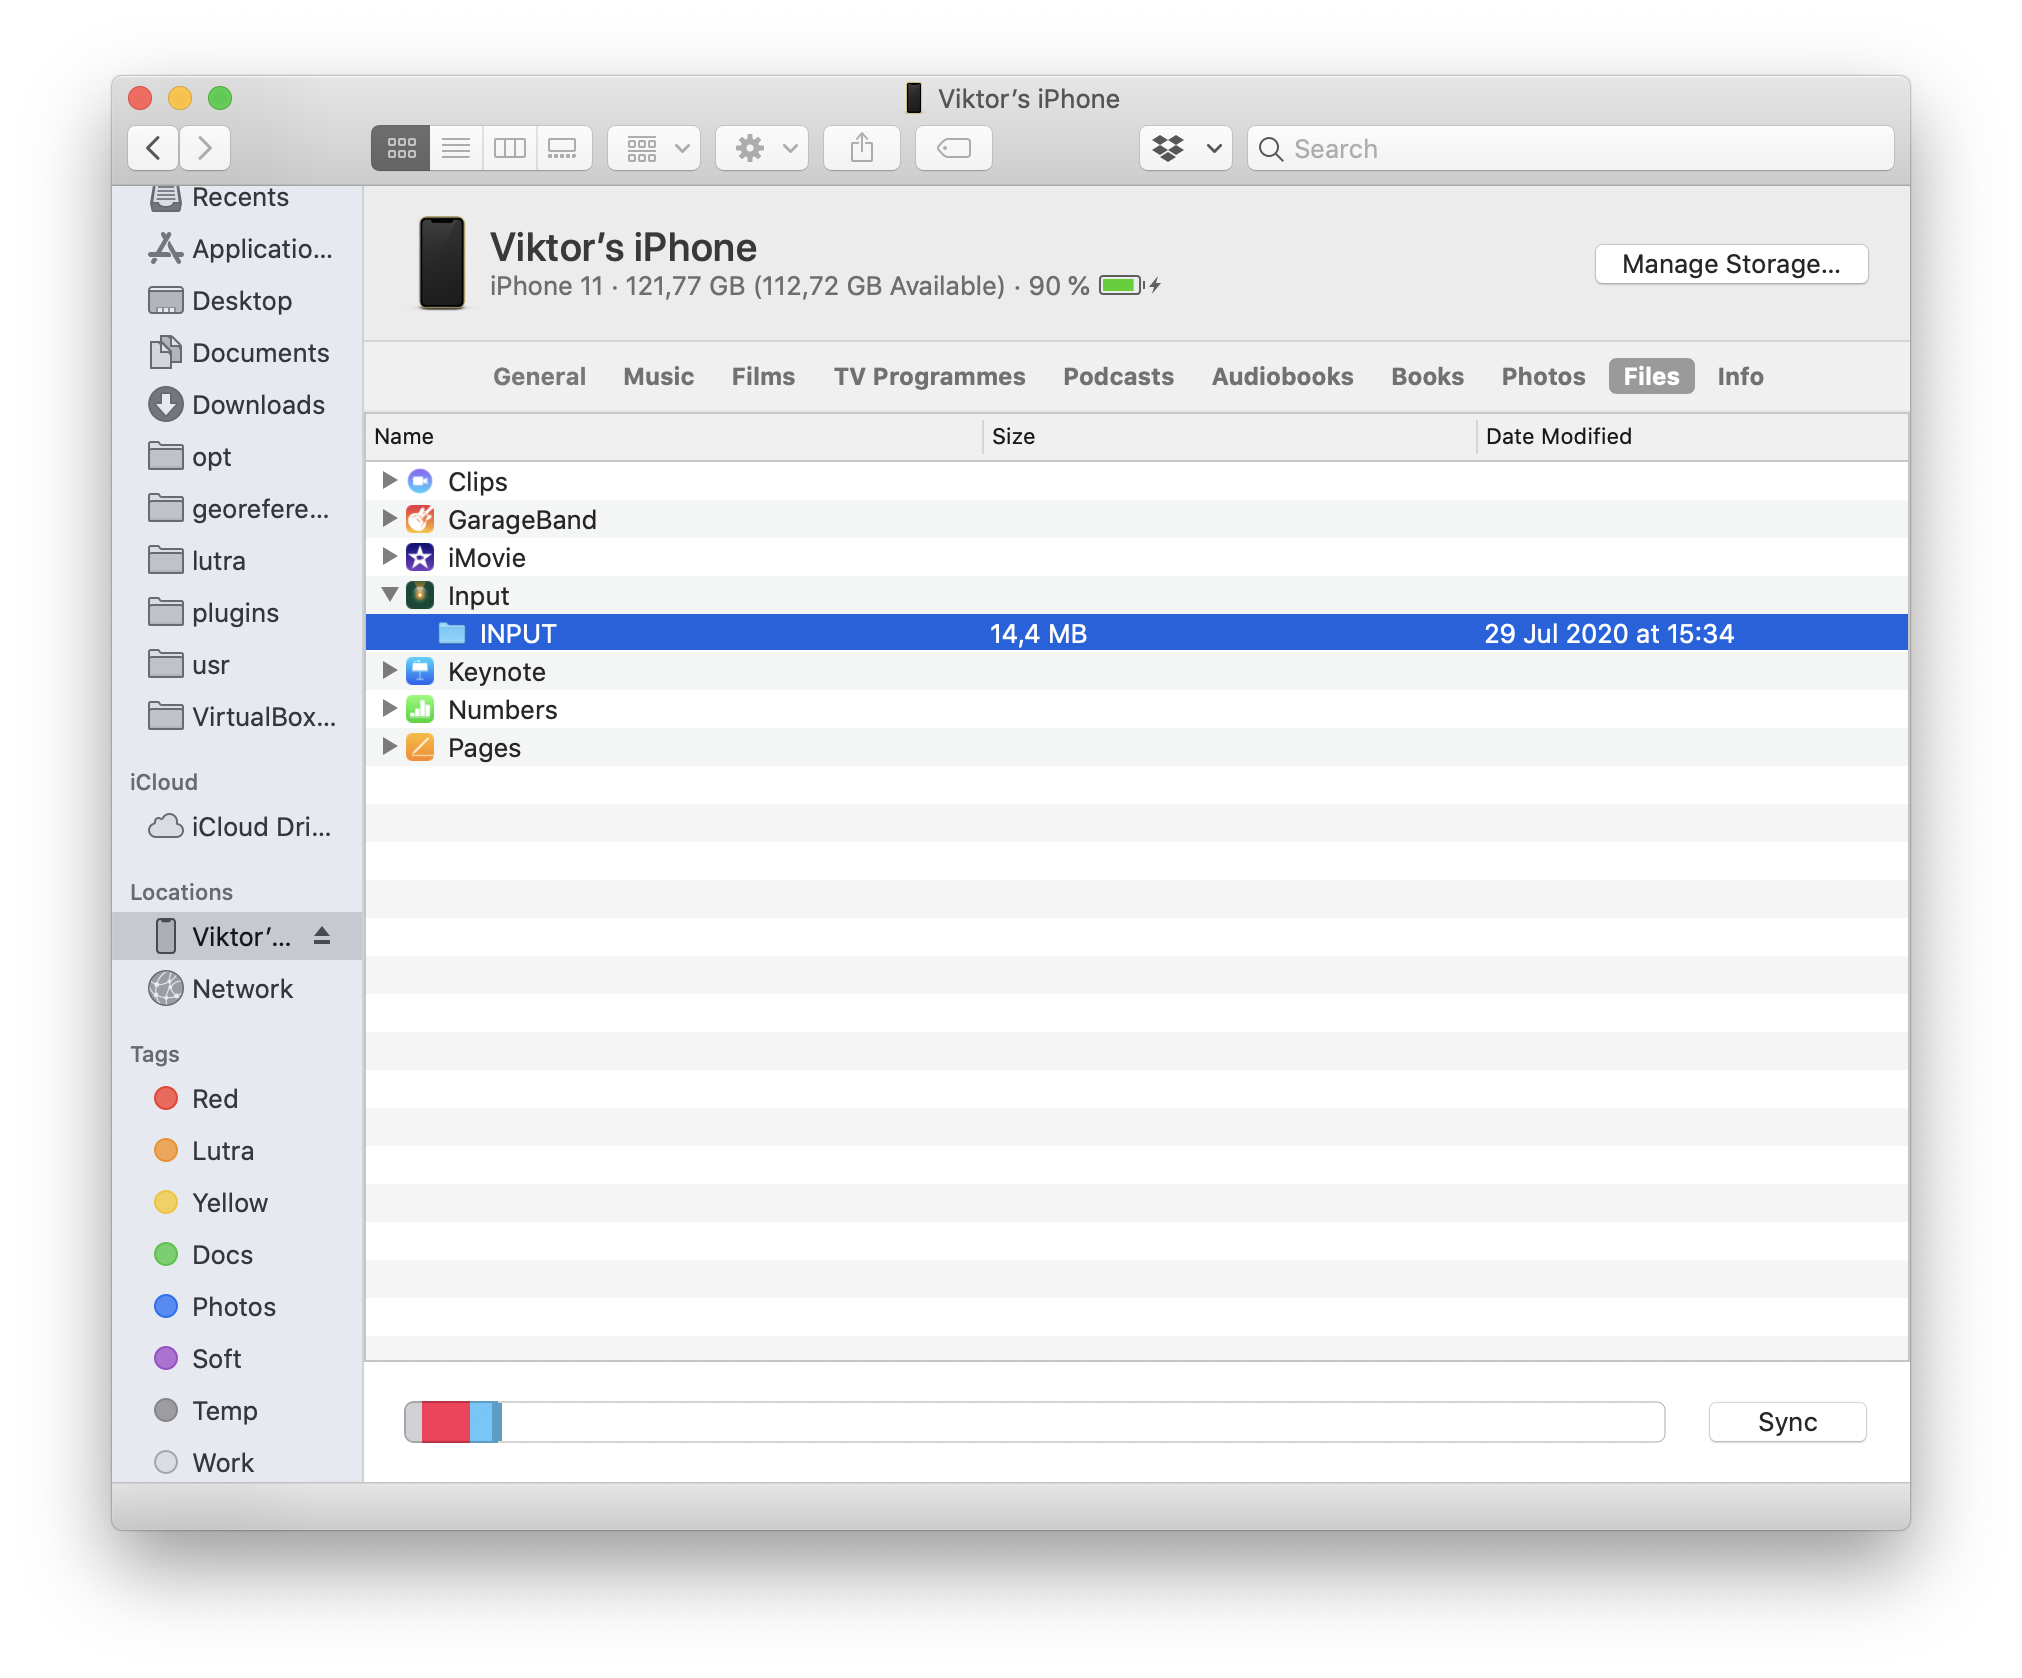 Viktor’s iPhone
Search
Recents
Applicatio...
Desktop
Documents
Downloads
opt
georefere...
lutra
plugins
usr
VirtualBox...
iCloud
iCloud Dri...
Locations
Viktor’...
Network
Tags
Red
Lutra
Yellow
Docs
Photos
Soft
Temp
Work
Viktor’s iPhone
iPhone 11 · 121,77 GB (112,72 GB Available) · 90 %
Manage Storage...
General Music Films TV Programmes Podcasts Audiobooks Books Photos Files Info
Name Size Date Modified
Clips
GarageBand
iMovie
Input
INPUT 14,4 MB 29 Jul 2020 at 15:34
Keynote
Numbers
Pages
Sync